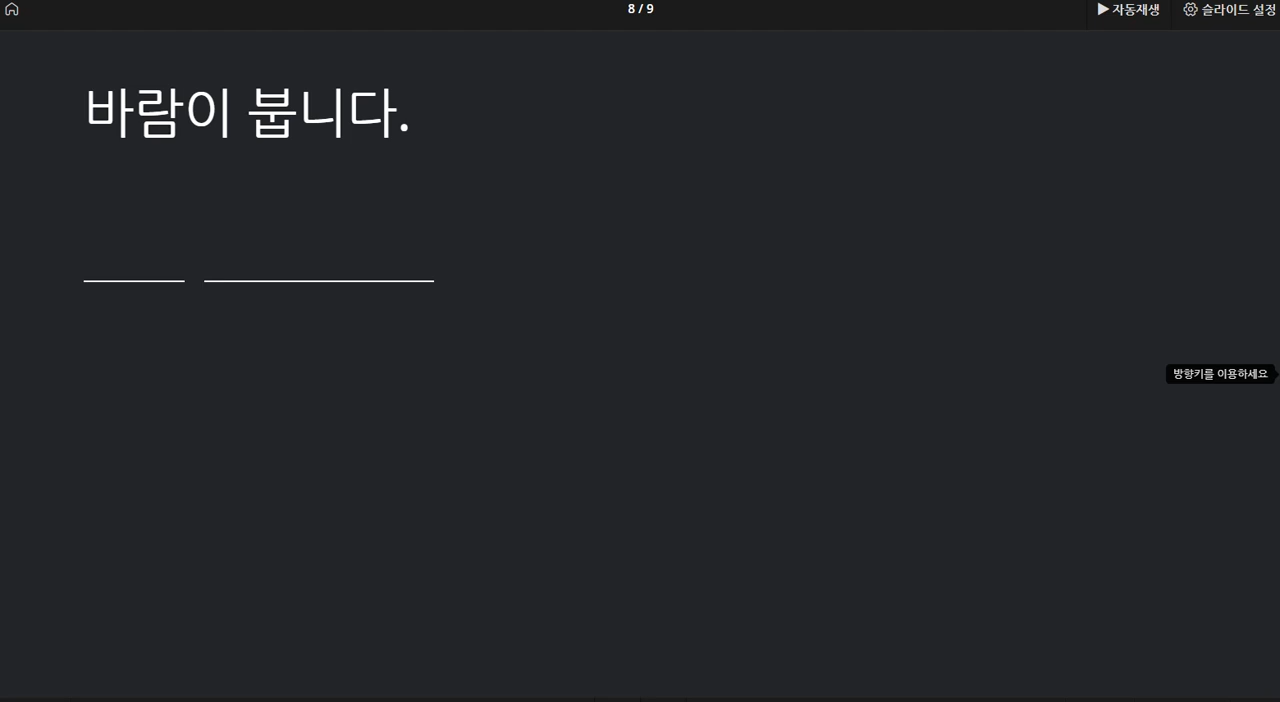 8 / 9
▶ 자동재생
슬라이드 설정
바람이 붑니다.
방향키를 이용하세요